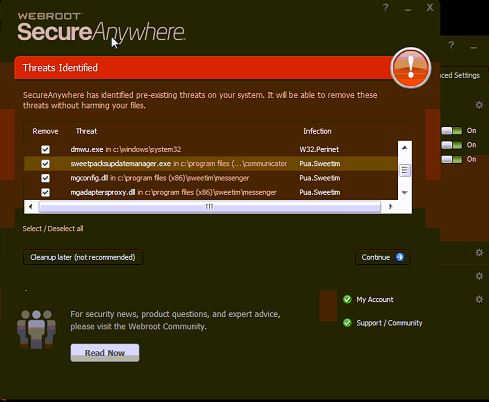 WEBROOT
SecureAnywhere.
Threats Identified
SecureAnywhere has identified pre-existing threats on your system. It will be able to remove these
threats without harming your files.
Remove Threat Infection
dmwu.exe in c:\windows\system32 W32.Perinet
sweetpacksupdatemanager.exe in c:\program files (...\communicator Pua.Sweetim
mgconfig.dll in c:\program files (x86)\sweetim\messenger Pua.Sweetim
mgadaptersproxy.dll in c:\program files (x86)\sweetim\messenger Pua.Sweetim
Select / Deselect all
Cleanup later (not recommended) Continue
For security news, product questions, and expert advice,
please visit the Webroot Community.
Read Now
My Account
Support / Community
ced Settings
On
On
On